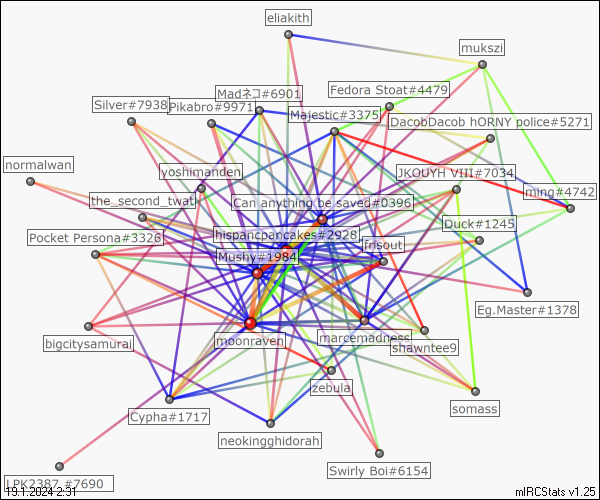 eliakith
mukszi
Fedora Stoat#4479
Madネコ#6901
Silver#7938
Pikabro#9971
Majestic#3375
DacobDacob hORNY police#5271
normalwan
yoshimanden
JKOUYH VIII#7034
ming#4742
the_second_twat
Can anything be saved#0396
Duck#1245
Pocket Persona#3326
hispanicpancakes#2928
frisout
Mushy#1984
Eg.Master#1378
bigcitysamurai
moonraven
marcemadness
shawntee9
zebula
somass
Cypha#1717
neokingghidorah
Swirly Boi#6154
LPK2387_#7690
19.1.2024 2:31
mIRCStats v1.25